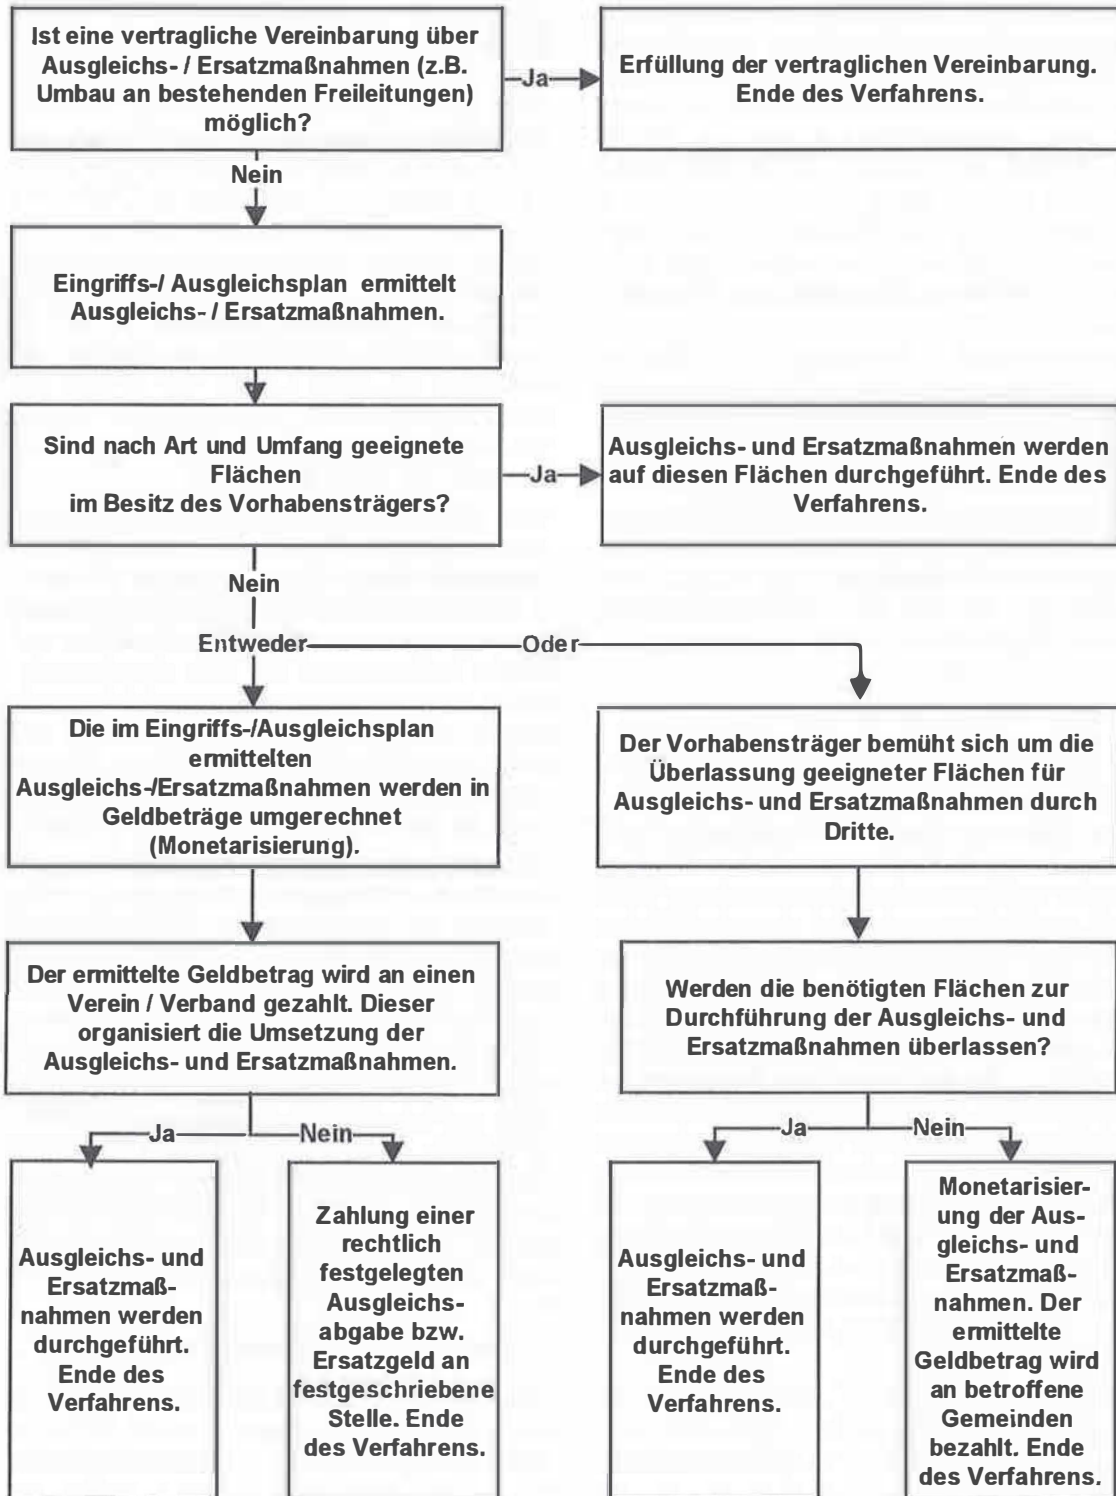 Ist eine vertragliche Vereinbarung über
Ausgleichs- / Ersatzmaßnahmen (z.B.
Umbau an bestehenden Freileitungen)
möglich?
Ja
Erfüllung der vertraglichen Vereinbarung.
Ende des Verfahrens.
Nein
Eingriffs-/ Ausgleichsplan ermittelt
Ausgleichs- / Ersatzmaßnahmen.
Sind nach Art und Umfang geeignete
Flächen
im Besitz des Vorhabensträgers?
Ja
Ausgleichs- und Ersatzmaßnahmen werden
auf diesen Flächen durchgeführt. Ende des
Verfahrens.
Nein
Entweder
Oder
Die im Eingriffs-/Ausgleichsplan
ermittelten
Ausgleichs-/Ersatzmaßnahmen werden in
Geldbeträge umgerechnet
(Monetarisierung).
Der Vorhabensträger bemüht sich um die
Überlassung geeigneter Flächen für
Ausgleichs- und Ersatzmaßnahmen durch
Dritte.
Der ermittelte Geldbetrag wird an einen
Verein / Verband gezahlt. Dieser
organisiert die Umsetzung der
Ausgleichs- und Ersatzmaßnahmen.
Werden die benötigten Flächen zur
Durchführung der Ausgleichs- und
Ersatzmaßnahmen überlassen?
Ja
Nein
Ja
Nein
Ausgleichs- und
Ersatzmaß-
nahmen werden
durchgeführt.
Ende des
Verfahrens.
Zahlung einer
rechtlich
festgelegten
Ausgleichs-
abgabe bzw.
Ersatzgeld an
festgeschriebene
Stelle. Ende
des Verfahrens.
Ausgleichs- und
Ersatzmaß-
nahmen werden
durchgeführt.
Ende des
Verfahrens.
Monetarisier-
ung der Aus-
gleichs- und
Ersatzmaß-
nahmen. Der
ermittelte
Geldbetrag wird
an betroffene
Gemeinden
bezahlt. Ende
des Verfahrens.